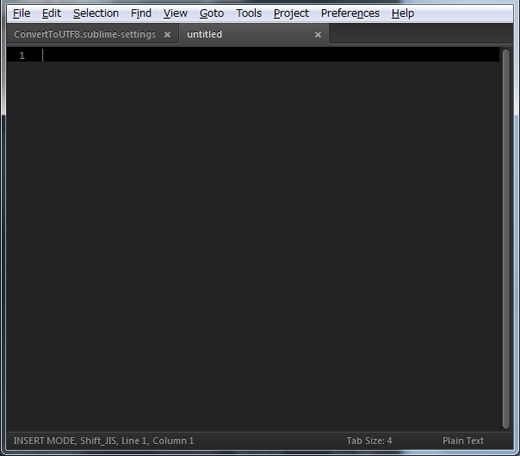 File Edit Selection Find View Goto Tools Project Preferences Help
ConvertToUTF8.sublime-settings × untitled ×
1
INSERT MODE, Shift_JIS, Line 1, Column 1 Tab Size: 4 Plain Text